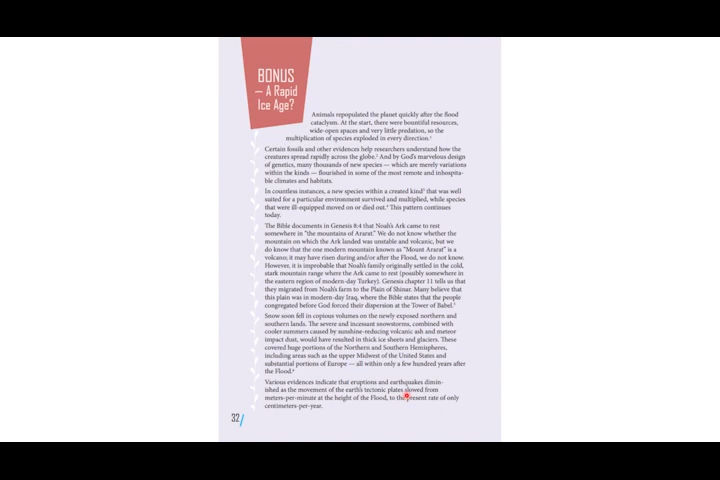 BONUS
— A Rapid
Ice Age?
Animals repopulated the planet quickly after the flood
cataclysm. At the start, there were bountiful resources,
wide-open spaces and very little predation, so the
multiplication of species exploded in every direction.¹
Certain fossils and other evidences help researchers understand how the
creatures spread rapidly across the globe.² And by God's marvelous design
of genetics, many thousands of new species — which are merely variations
within the kinds — flourished in some of the most remote and inhospita-
ble climates and habitats.
In countless instances, a new species within a created kind³ that was well
suited for a particular environment survived and multiplied, while species
that were ill-equipped moved on or died out.⁴ This pattern continues
today.
The Bible documents in Genesis 8:4 that Noah's Ark came to rest
somewhere in "the mountains of Ararat." We do not know whether the
mountain on which the Ark landed was unstable and volcanic, but we
do know that the one modern mountain known as "Mount Ararat" is a
volcano; it may have risen during and/or after the Flood, we do not know.
However, it is improbable that Noah's family originally settled in the cold,
stark mountain range where the Ark came to rest (possibly somewhere in
the eastern region of modern-day Turkey). Genesis chapter 11 tells us that
they migrated from Noah's farm to the Plain of Shinar. Many believe that
this plain was in modern-day Iraq, where the Bible states that the people
congregated before God forced their dispersion at the Tower of Babel.⁵
Snow soon fell in copious volumes on the newly exposed northern and
southern lands. The severe and incessant snowstorms, combined with
cooler summers caused by sunshine-reducing volcanic ash and meteor
impact dust, would have resulted in thick ice sheets and glaciers. These
covered huge portions of the Northern and Southern Hemispheres,
including areas such as the upper Midwest of the United States and
substantial portions of Europe — all within only a few hundred years after
the Flood.⁶
Various evidences indicate that eruptions and earthquakes dimin-
ished as the movement of the earth's tectonic plates slowed from
meters-per-minute at the height of the Flood, to the present rate of only
centimeters-per-year.
32/